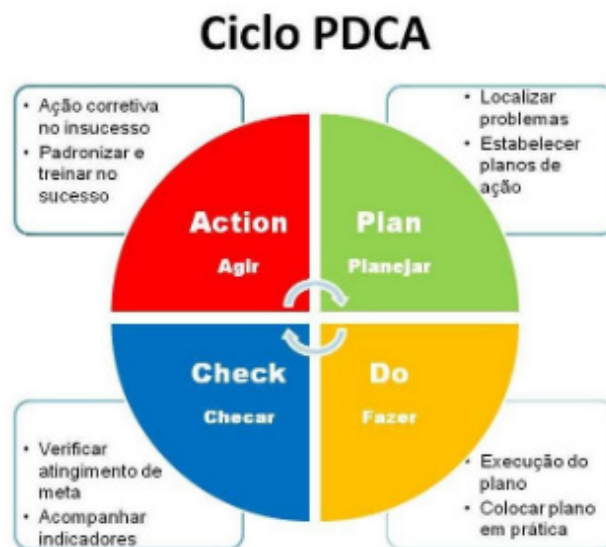 Ciclo PDCA
• Ação corretiva
no insucesso
• Padronizar e
treinar no
sucesso
• Localizar
problemas
• Estabelecer
planos de
ação
Action
Agir
Plan
Planejar
Check
Checar
Do
Fazer
• Verificar
atingimento de
meta
• Acompanhar
indicadores
• Execução do
plano
• Colocar plano
em prática